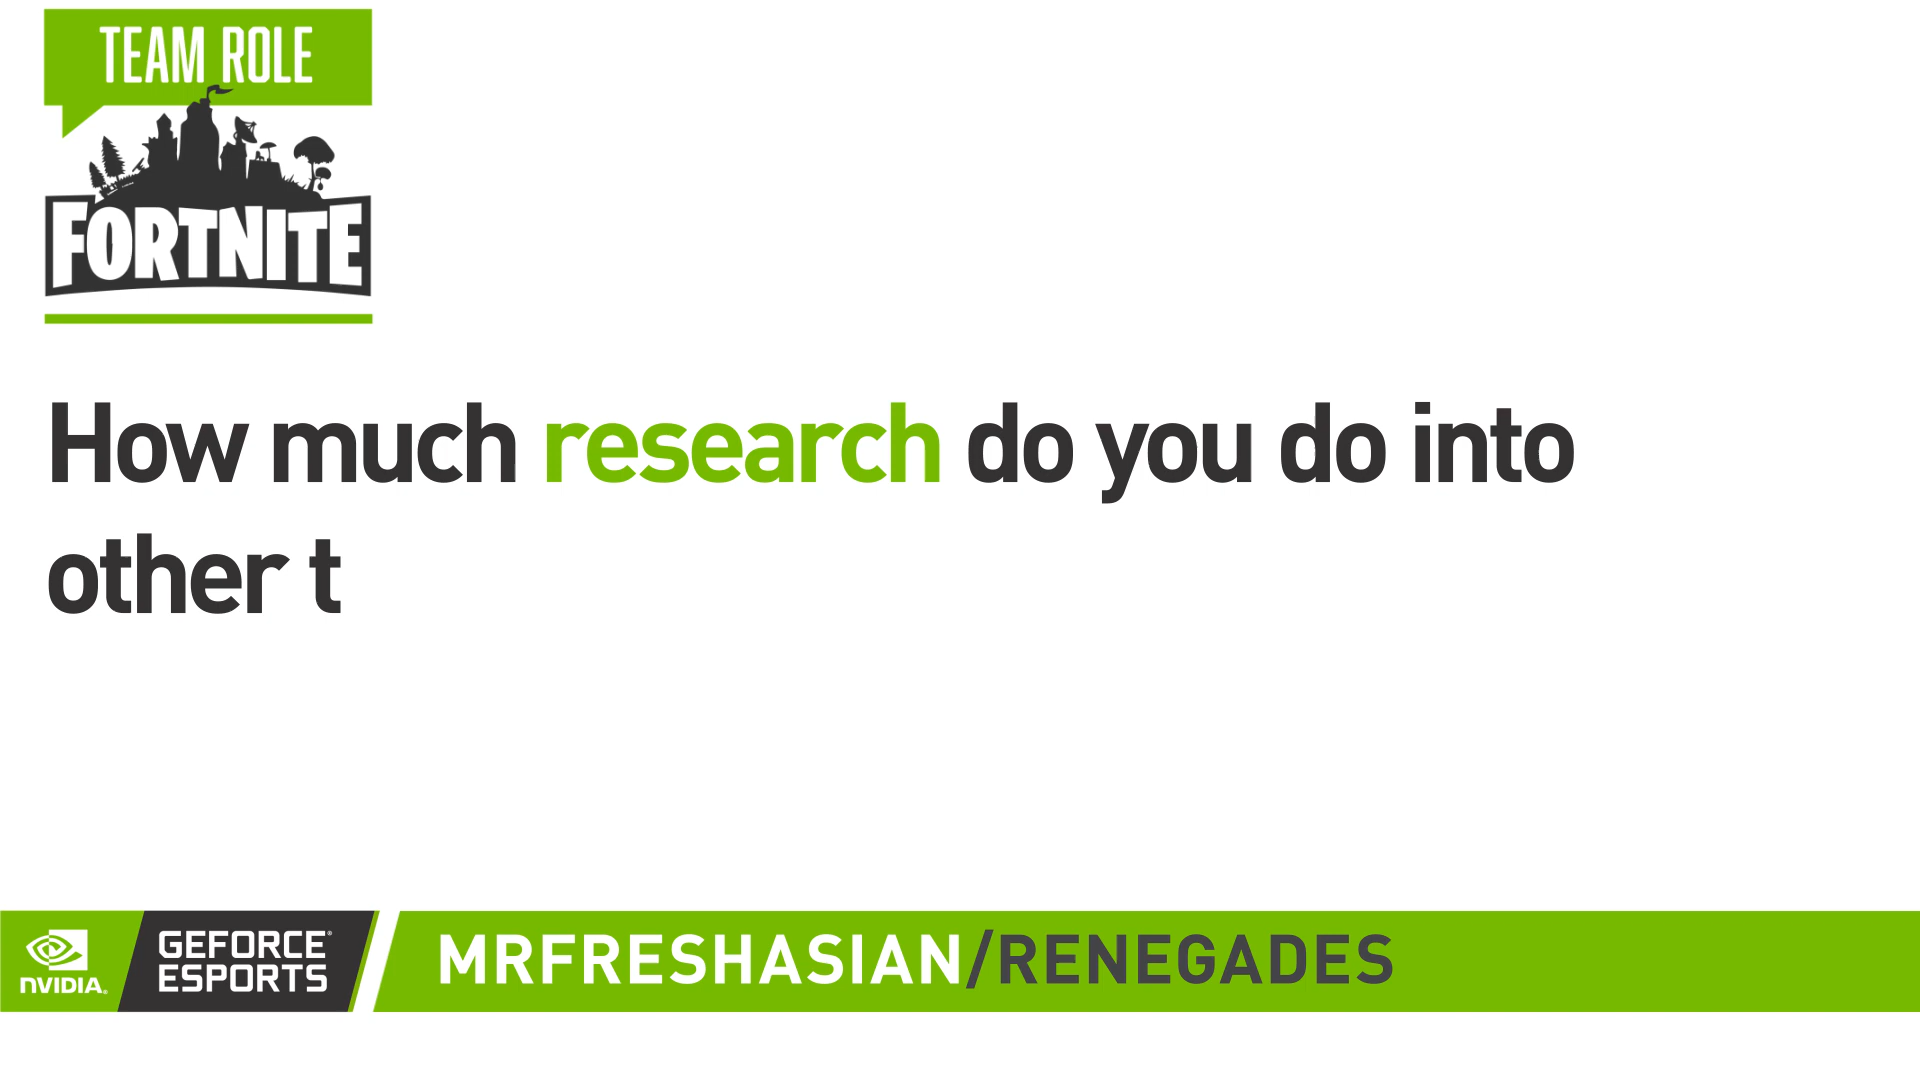 TEAM ROLE
FORTNITE
How much research do you do into
other t
NVIDIA.
GEFORCE®
ESPORTS
MRFRESHASIAN/RENEGADES